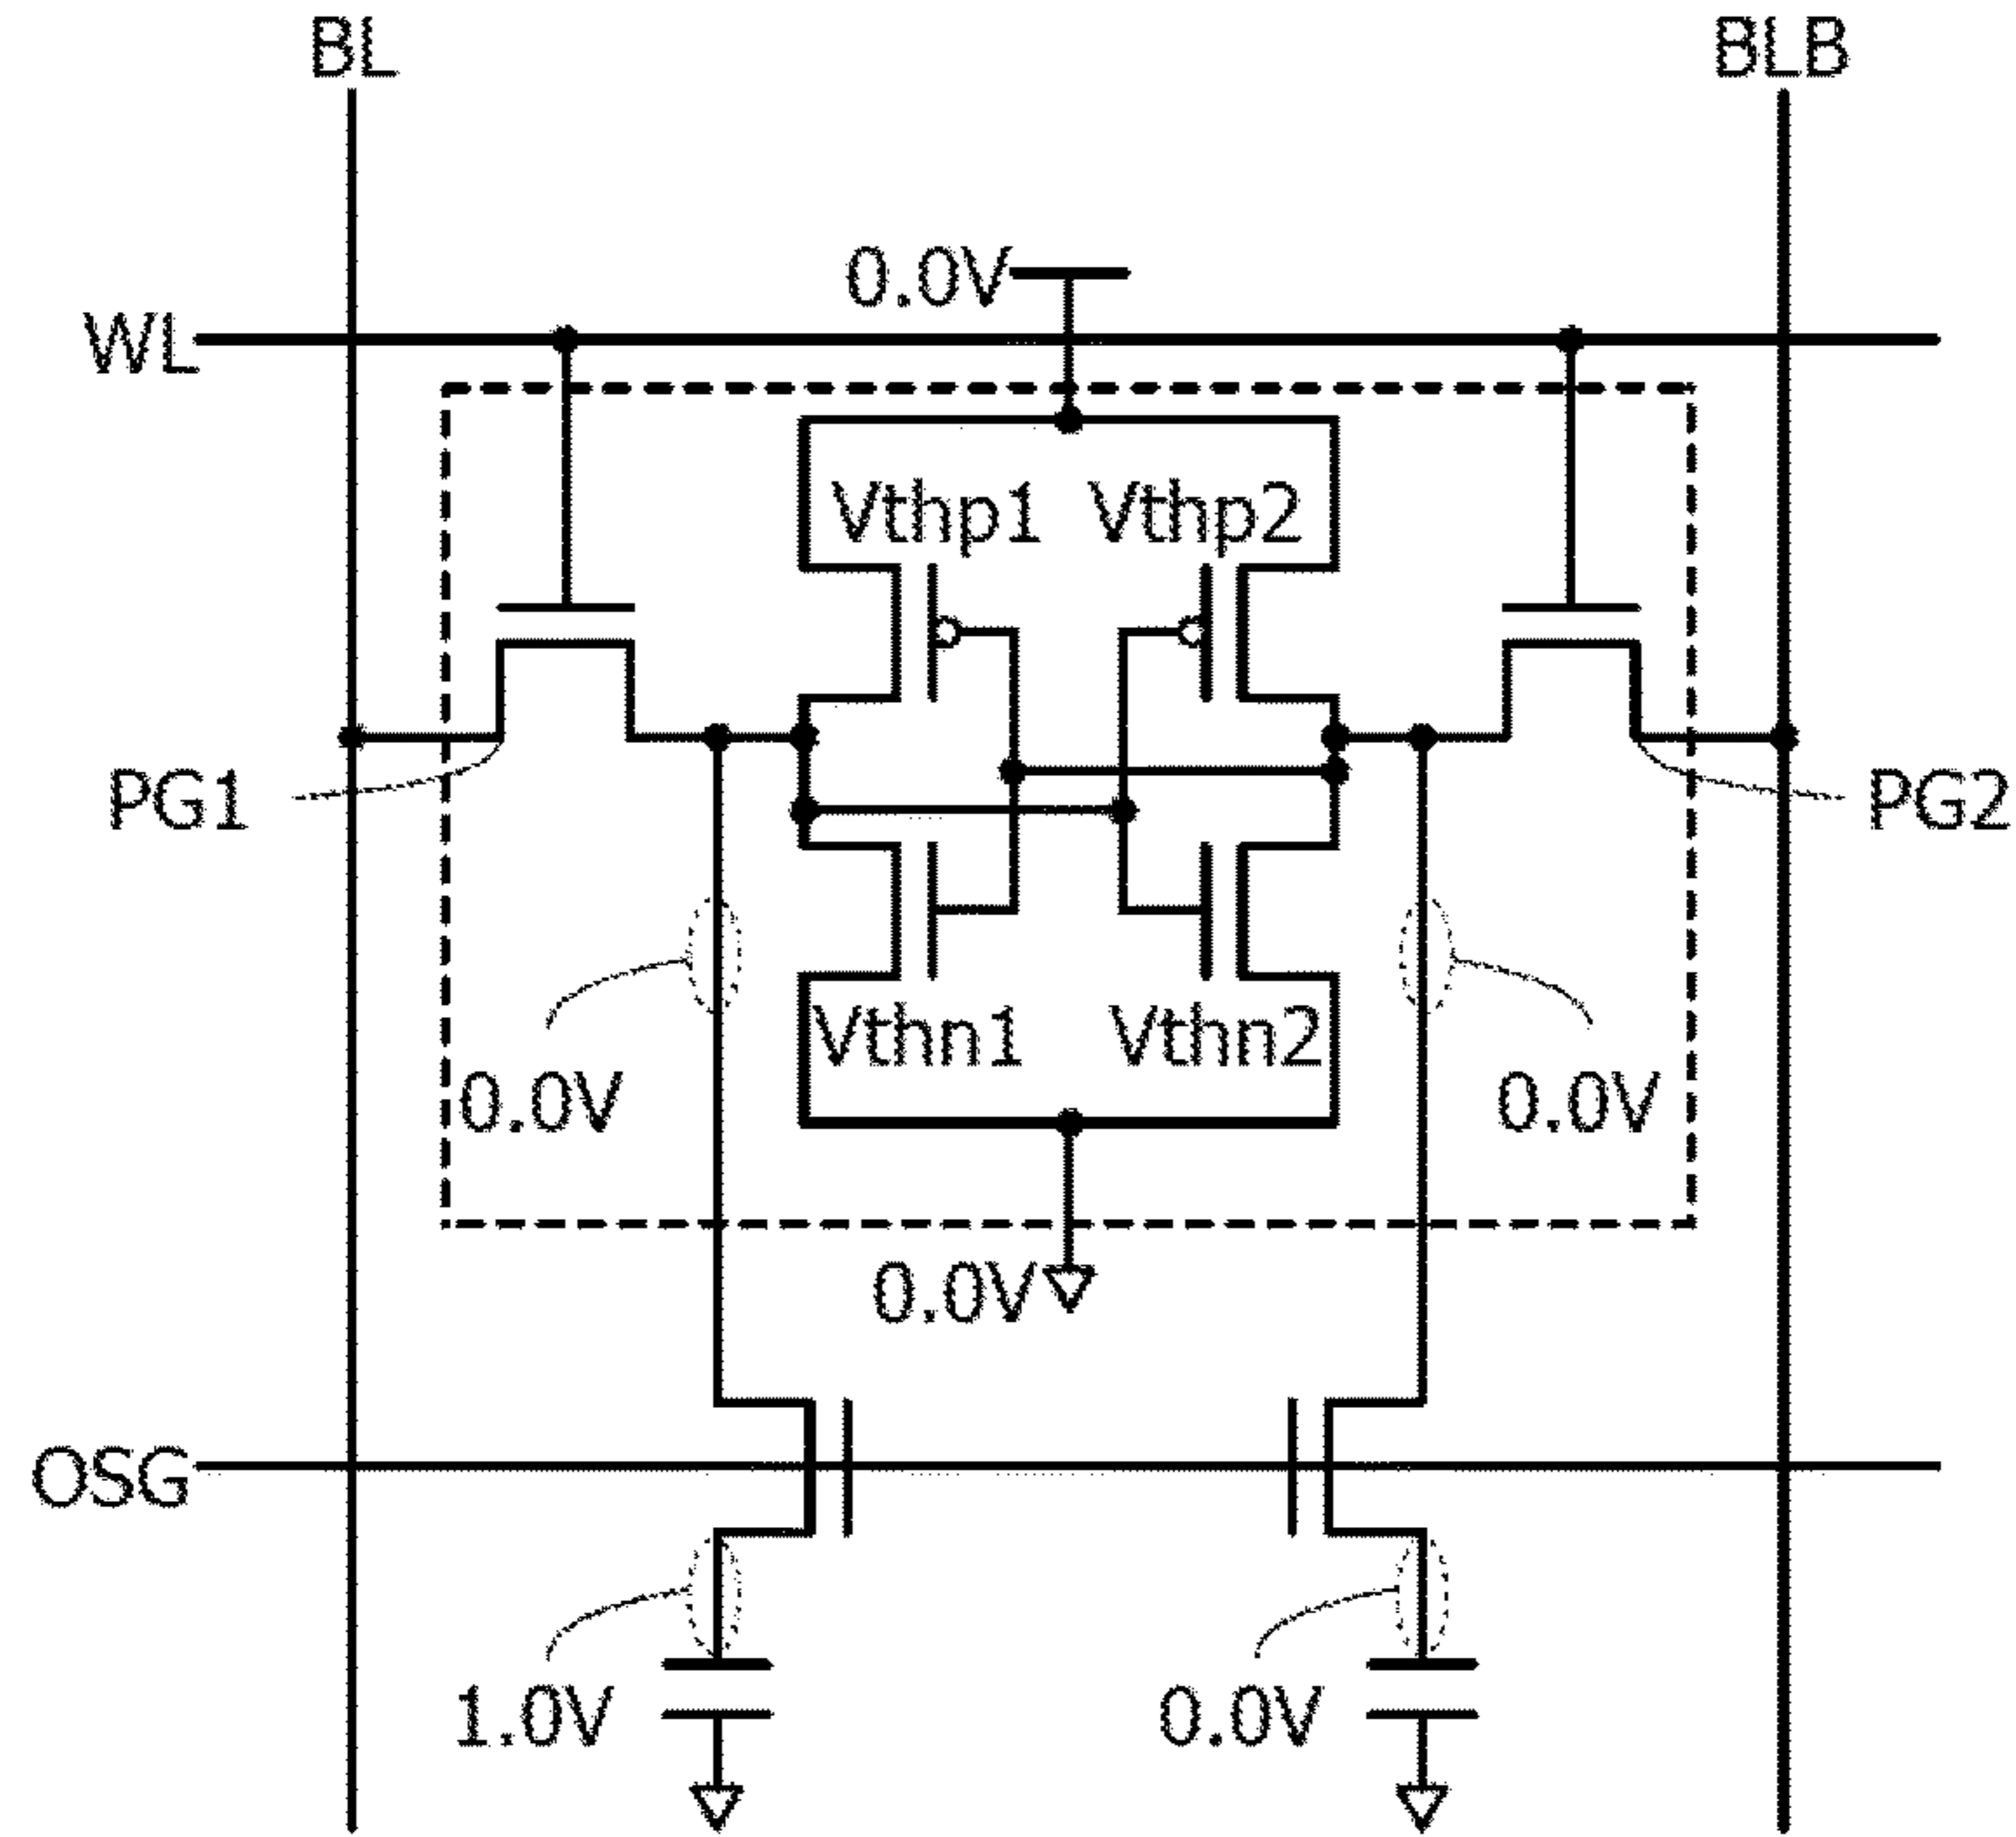 BL
BLB
0.0V
WL
Vthp1
Vthp2
PG1
PG2
Vthn1
Vthn2
0.0V
0.0V
0.0V
OSG
1.0V
0.0V